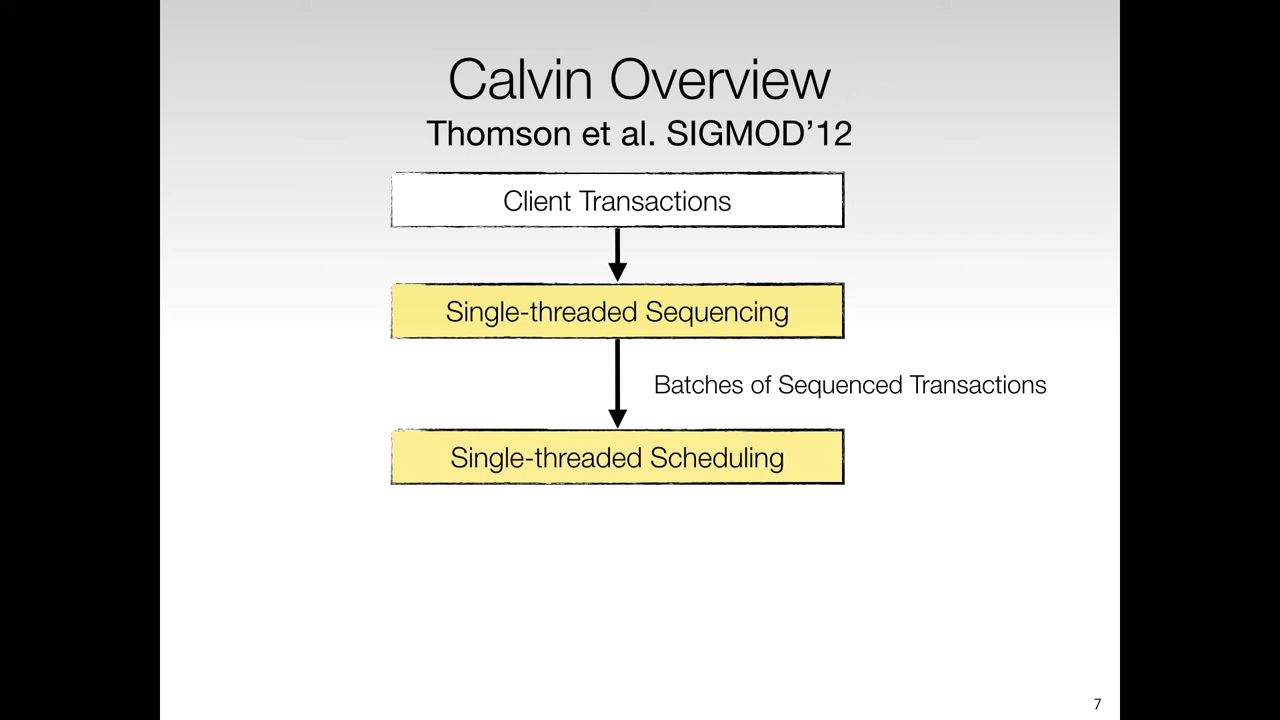 Calvin Overview
Thomson et al. SIGMOD’12
Client Transactions
Single-threaded Sequencing
Batches of Sequenced Transactions
Single-threaded Scheduling
7